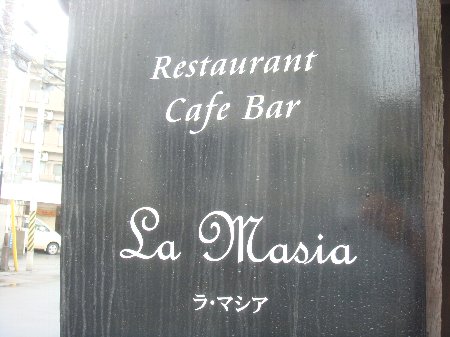 Restaurant
Cafe Bar
La Masia
ラ・マシア